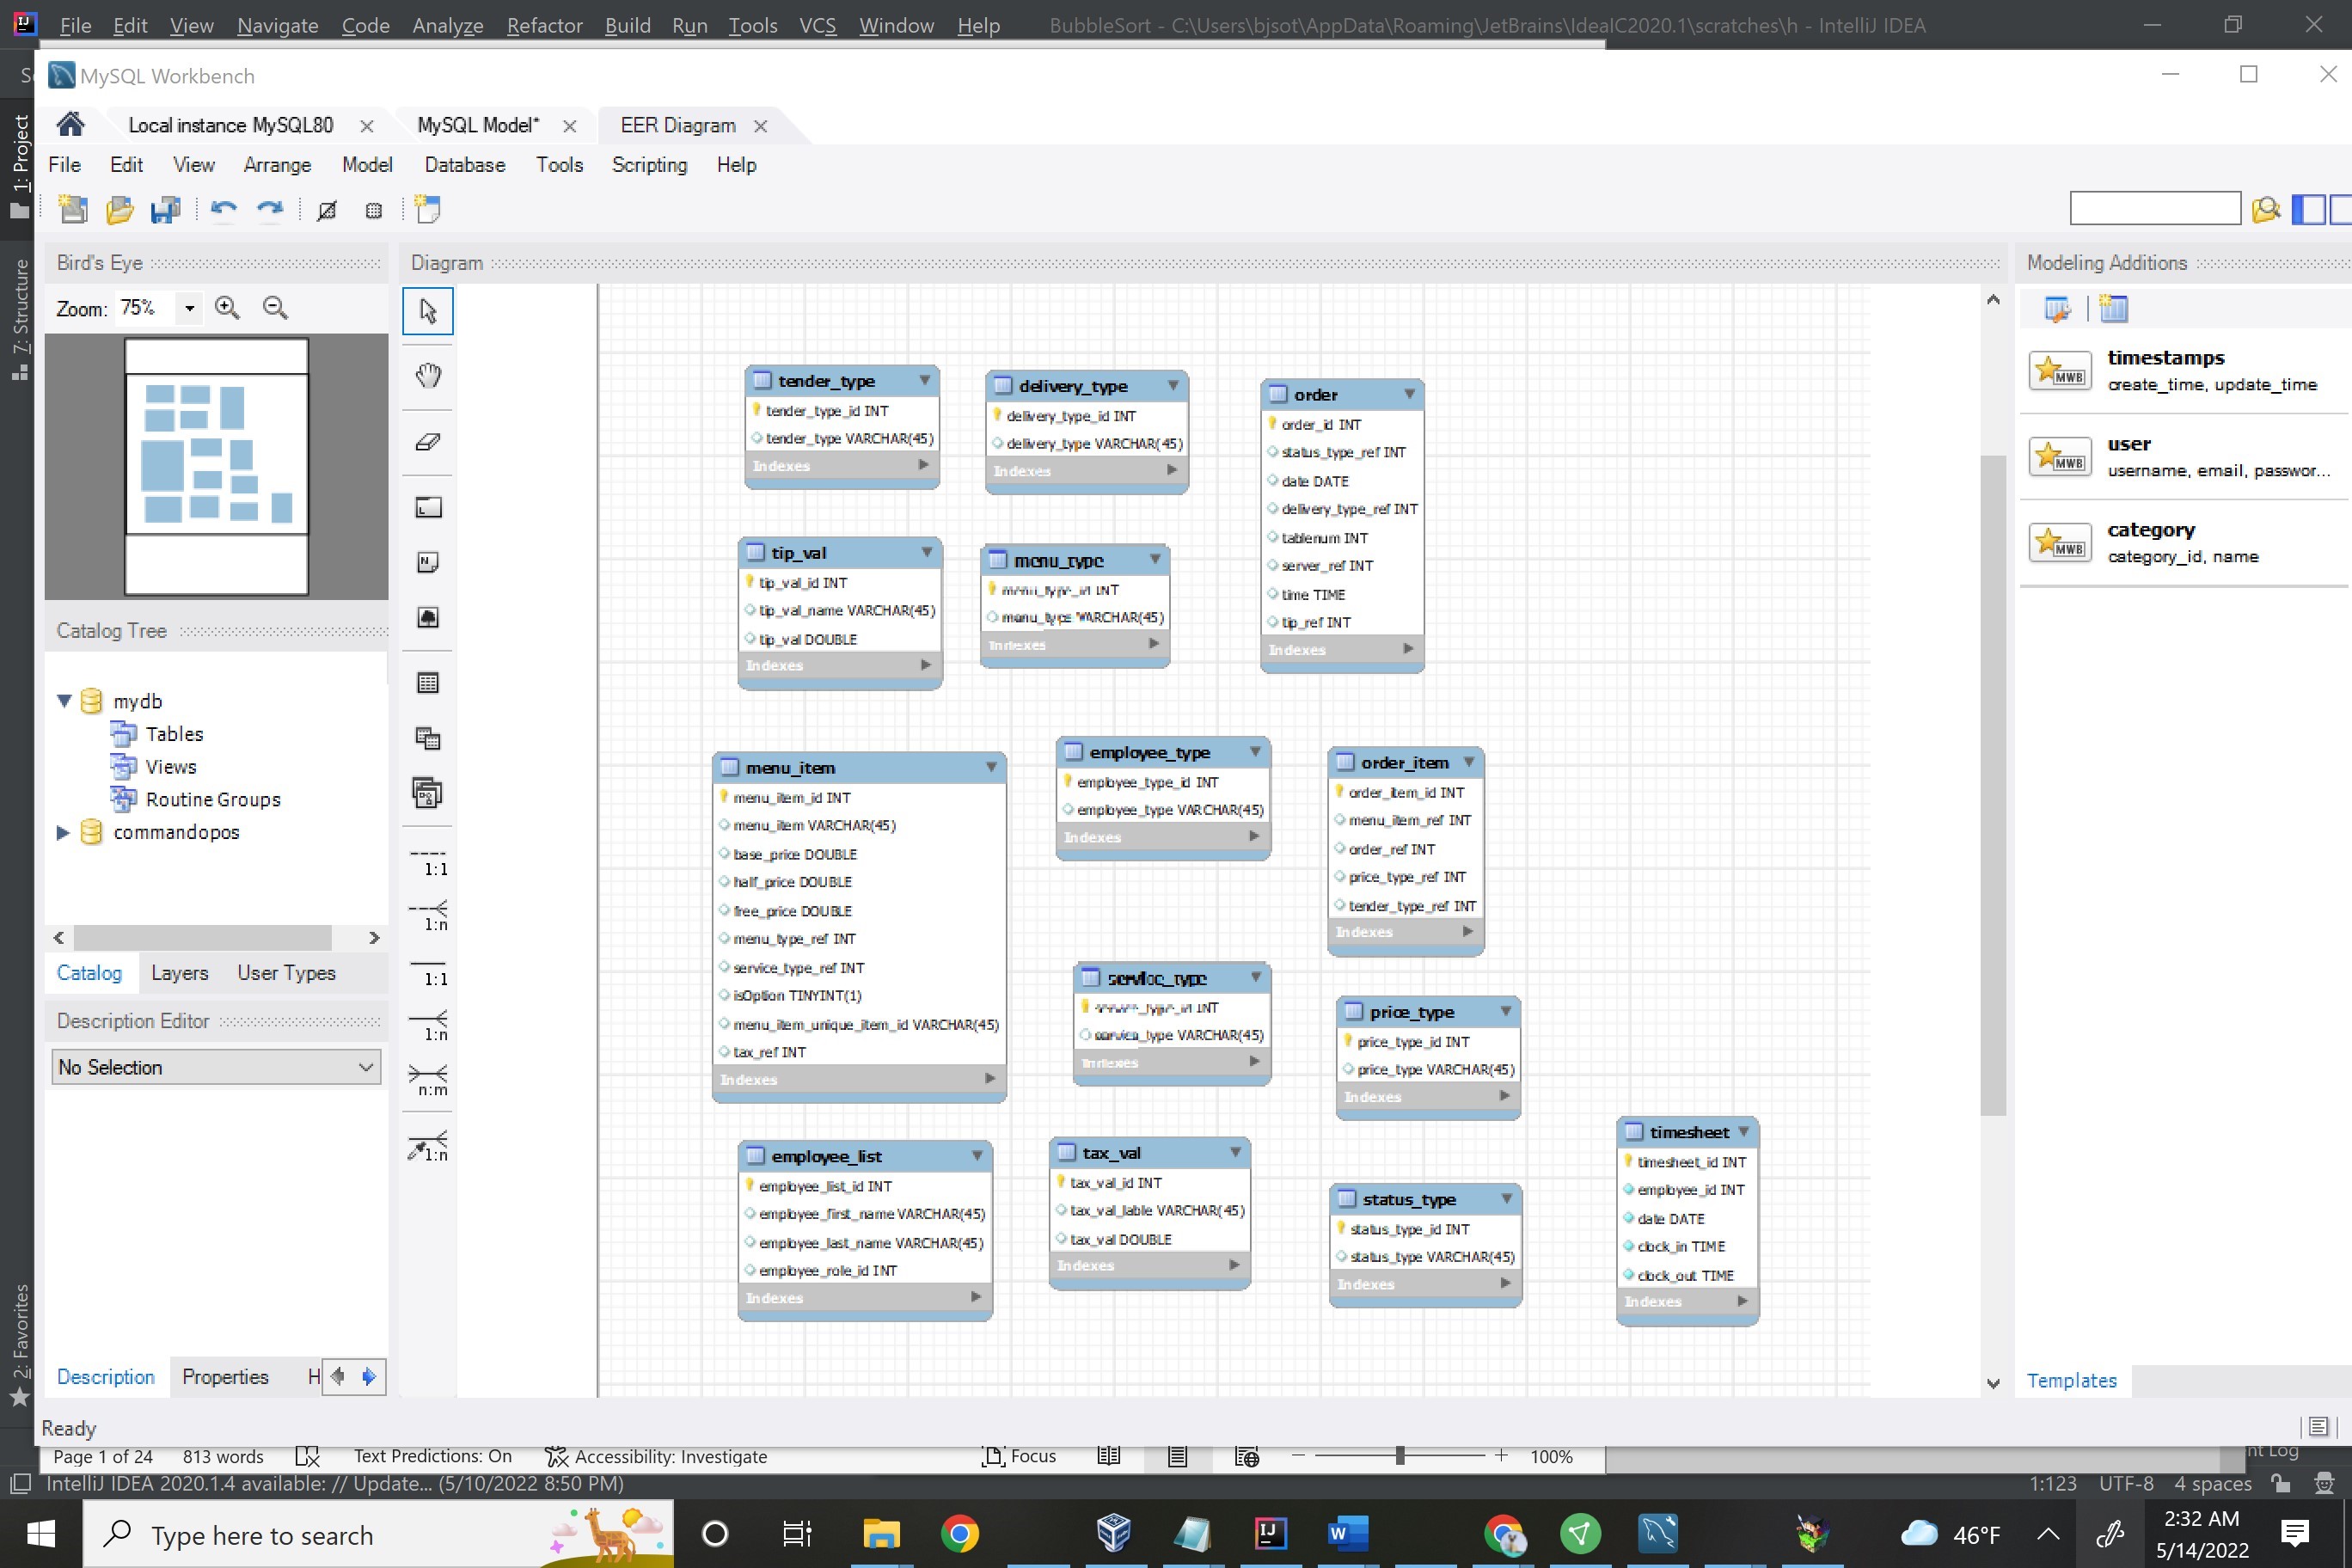 File Edit View Navigate Code Analyze Refactor Build Run Tools VCS Window Help BubbleSort - C:\Users\bjsot\AppData\Roaming\JetBrains\IdeaIC2020.1\scratches\h - IntelliJ IDEA
MySQL Workbench
Local instance MySQL80
MySQL Model*
EER Diagram
File Edit View Arrange Model Database Tools Scripting Help
1: Project
7: Structure
2: Favorites
Bird's Eye
Zoom: 75%
Catalog Tree
mydb
Tables
Views
Routine Groups
commandopos
Catalog Layers User Types
Description Editor
No Selection
Description Properties H
Diagram
1:1
1:n
1:1
1:n
n:m
1:n
tender_type
tender_type_id INT
tender_type VARCHAR(45)
Indexes
delivery_type
delivery_type_id INT
delivery_type VARCHAR(45)
Indexes
order
order_id INT
status_type_ref INT
date DATE
delivery_type_ref INT
tablenum INT
server_ref INT
time TIME
tip_ref INT
Indexes
tip_val
tip_val_id INT
tip_val_name VARCHAR(45)
tip_val DOUBLE
Indexes
menu_type
menu_type_id INT
menu_type VARCHAR(45)
Indexes
menu_item
menu_item_id INT
menu_item VARCHAR(45)
base_price DOUBLE
half_price DOUBLE
free_price DOUBLE
menu_type_ref INT
service_type_ref INT
isOption TINYINT(1)
menu_item_unique_item_id VARCHAR(45)
tax_ref INT
Indexes
employee_type
employee_type_id INT
employee_type VARCHAR(45)
Indexes
order_item
order_item_id INT
menu_item_ref INT
order_ref INT
price_type_ref INT
tender_type_ref INT
Indexes
service_type
service_type_id INT
service_type VARCHAR(45)
Indexes
price_type
price_type_id INT
price_type VARCHAR(45)
Indexes
employee_list
employee_list_id INT
employee_first_name VARCHAR(45)
employee_last_name VARCHAR(45)
employee_role_id INT
Indexes
tax_val
tax_val_id INT
tax_val_lable VARCHAR(45)
tax_val DOUBLE
Indexes
status_type
status_type_id INT
status_type VARCHAR(45)
Indexes
timesheet
timesheet_id INT
employee_id INT
date DATE
clock_in TIME
clock_out TIME
Indexes
Modeling Additions
MWB
timestamps
create_time, update_time
MWB
user
username, email, passwor...
MWB
category
category_id, name
Templates
Ready
Page 1 of 24 813 words Text Predictions: On Accessibility: Investigate Focus 100%
nt Log
IntelliJ IDEA 2020.1.4 available: // Update... (5/10/2022 8:50 PM) 1:123 UTF-8 4 spaces
Type here to search
46°F
2:32 AM
5/14/2022